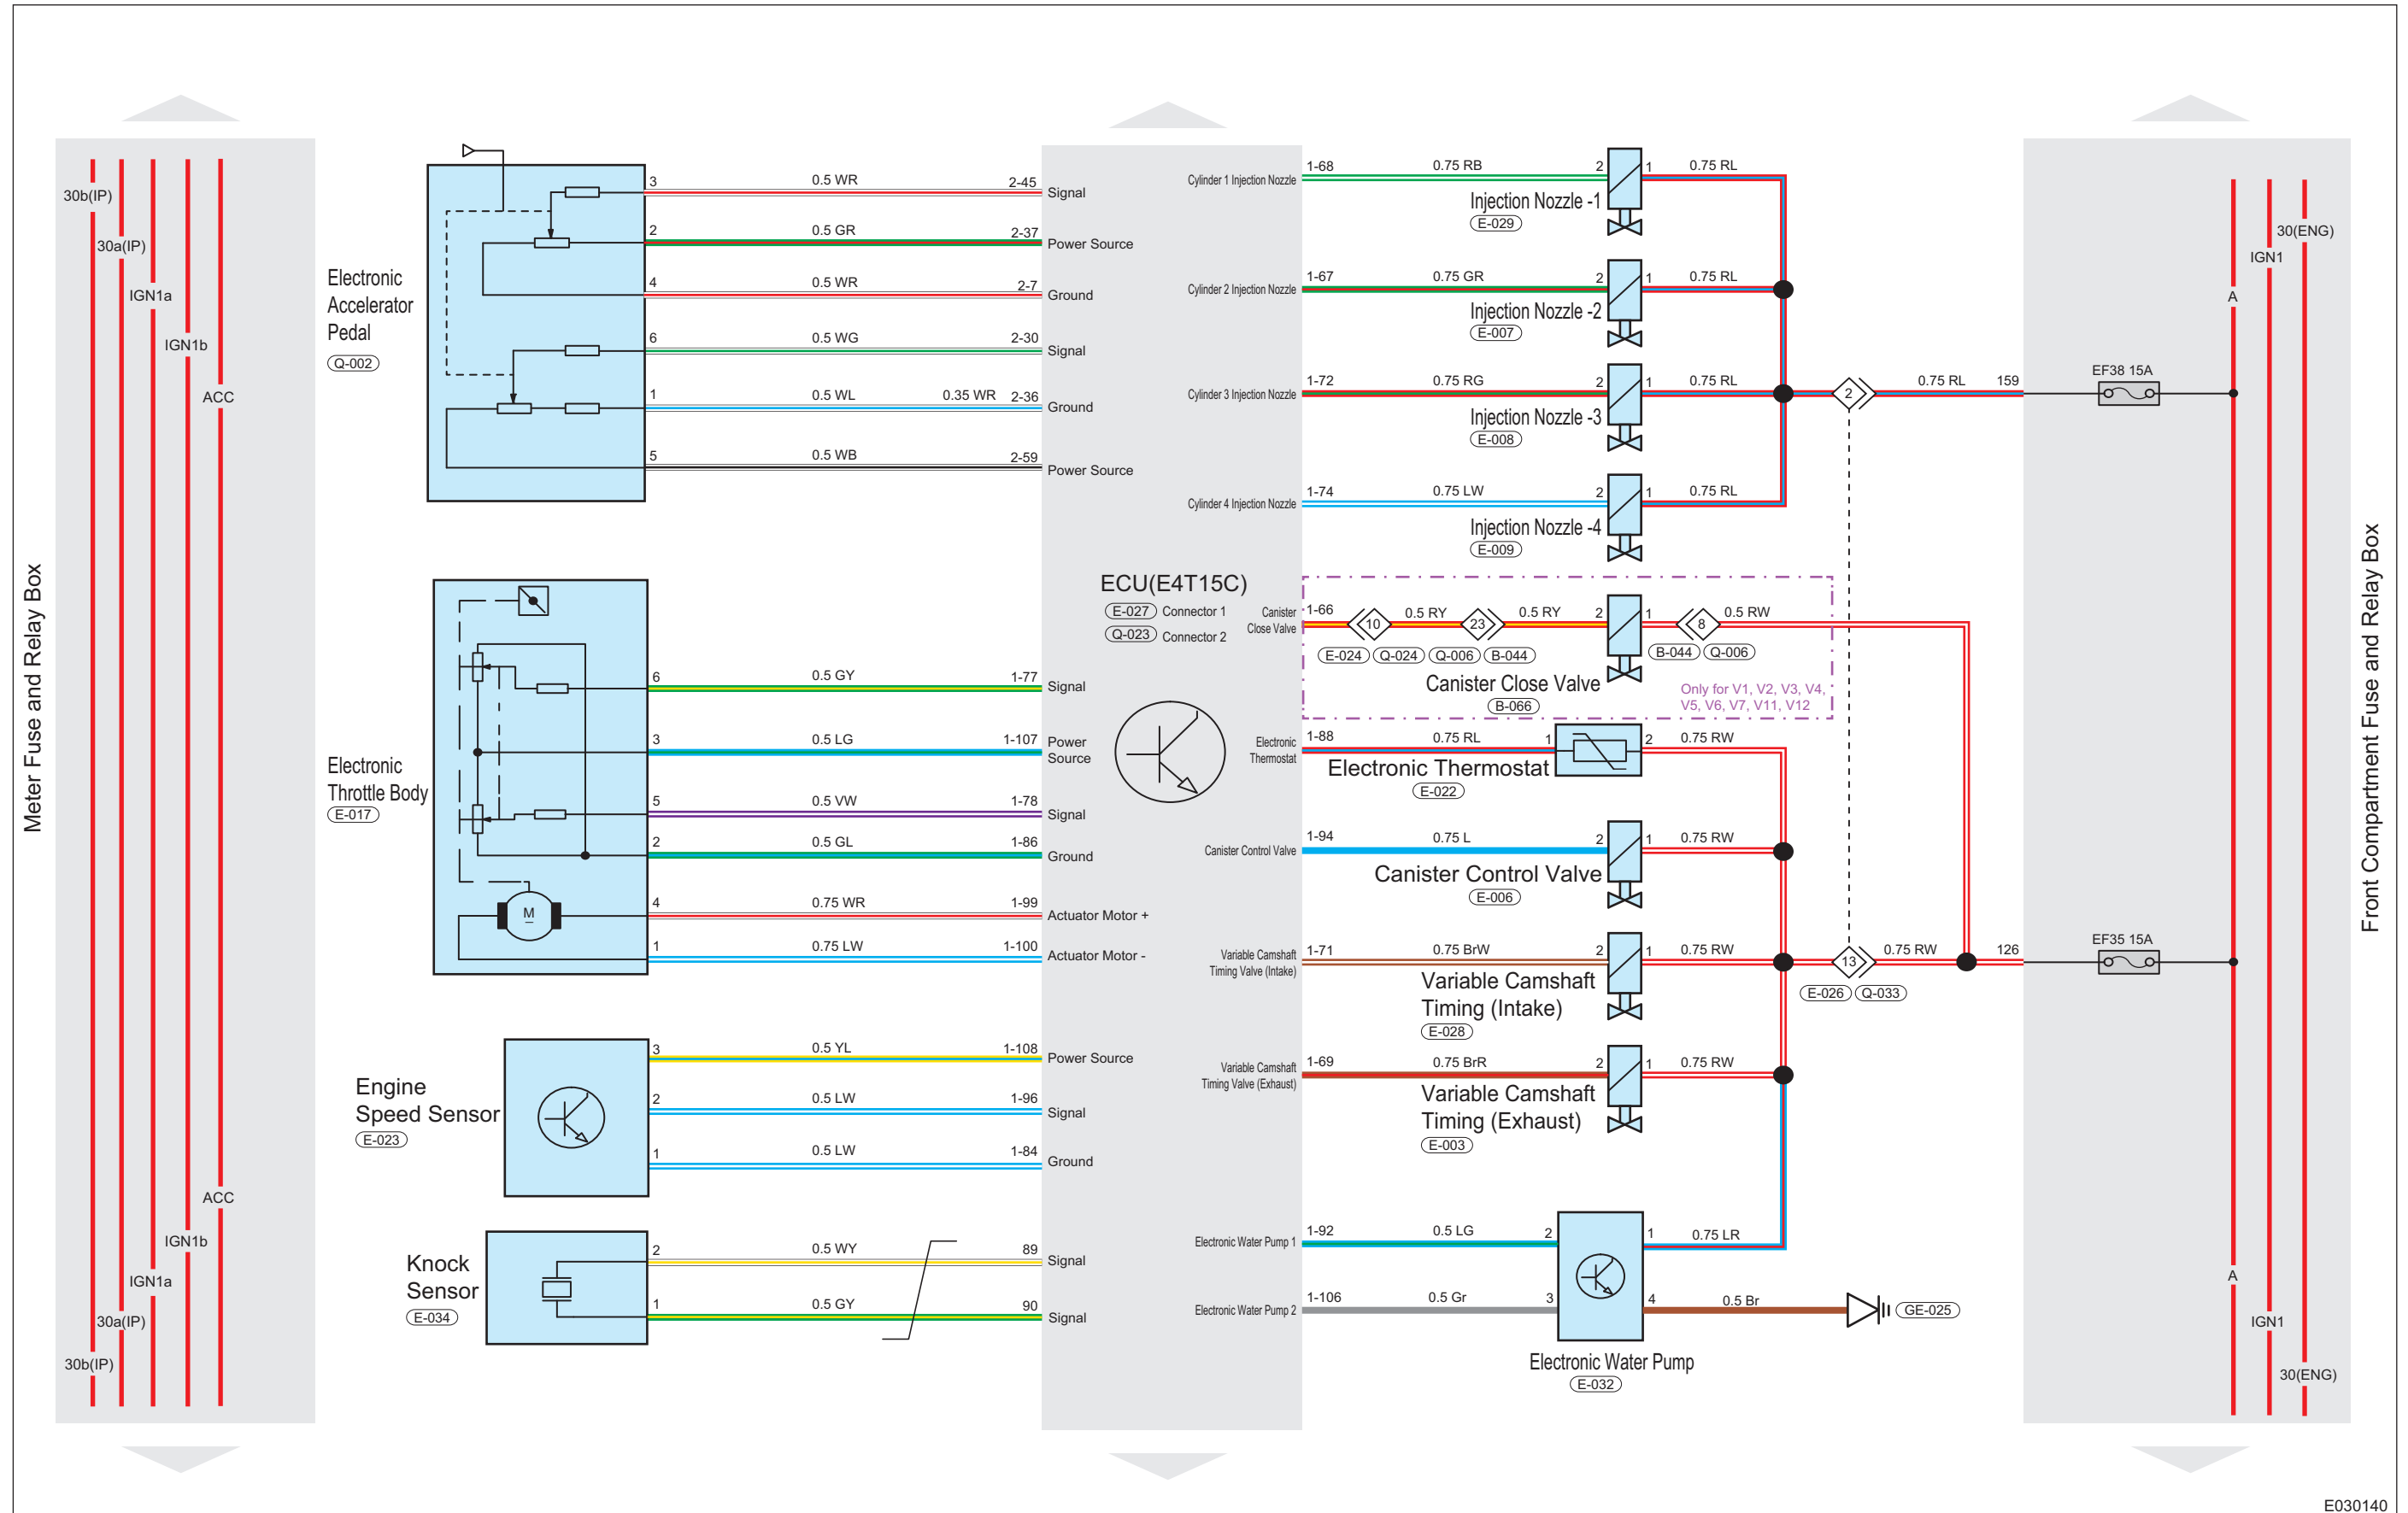 Meter Fuse and Relay Box
30b(IP)
30a(IP)
IGN1a
IGN1b
ACC
ACC
IGN1b
IGN1a
30a(IP)
30b(IP)
Electronic
Accelerator
Pedal
Q-002
3 0.5 WR 2-45 Signal
2 0.5 GR 2-37 Power Source
4 0.5 WR 2-7 Ground
6 0.5 WG 2-30 Signal
1 0.5 WL 0.35 WR 2-36 Ground
5 0.5 WB 2-59 Power Source
Electronic
Throttle Body
E-017
M
6 0.5 GY 1-77 Signal
3 0.5 LG 1-107 Power
Source
5 0.5 VW 1-78 Signal
2 0.5 GL 1-86 Ground
4 0.75 WR 1-99 Actuator Motor +
1 0.75 LW 1-100 Actuator Motor -
Engine
Speed Sensor
E-023
3 0.5 YL 1-108 Power Source
2 0.5 LW 1-96 Signal
1 0.5 LW 1-84 Ground
Knock
Sensor
E-034
2 0.5 WY 89 Signal
1 0.5 GY 90 Signal
ECU(E4T15C)
E-027 Connector 1
Q-023 Connector 2
Cylinder 1 Injection Nozzle 1-68 0.75 RB 2 1 0.75 RL
Injection Nozzle -1
E-029
Cylinder 2 Injection Nozzle 1-67 0.75 GR 2 1 0.75 RL
Injection Nozzle -2
E-007
Cylinder 3 Injection Nozzle 1-72 0.75 RG 2 1 0.75 RL 2 0.75 RL 159 EF38 15A
Injection Nozzle -3
E-008
Cylinder 4 Injection Nozzle 1-74 0.75 LW 2 1 0.75 RL
Injection Nozzle -4
E-009
Canister
Close Valve
1-66 10 0.5 RY 23 0.5 RY 2 1 8 0.5 RW
E-024 Q-024 Q-006 B-044 B-044 Q-006
Canister Close Valve
B-066
Only for V1, V2, V3, V4,
V5, V6, V7, V11, V12
Electronic
Thermostat
1-88 0.75 RL 1 2 0.75 RW
Electronic Thermostat
E-022
Canister Control Valve 1-94 0.75 L 2 1 0.75 RW
Canister Control Valve
E-006
Variable Camshaft
Timing Valve (Intake)
1-71 0.75 BrW 2 1 0.75 RW 13 0.75 RW 126 EF35 15A
E-026 Q-033
Variable Camshaft
Timing (Intake)
E-028
Variable Camshaft
Timing Valve (Exhaust)
1-69 0.75 BrR 2 1 0.75 RW
Variable Camshaft
Timing (Exhaust)
E-003
Electronic Water Pump 1 1-92 0.5 LG 2 1 0.75 LR
Electronic Water Pump 2 1-106 0.5 Gr 3 4 0.5 Br GE-025
Electronic Water Pump
E-032
30(ENG)
IGN1
A
A
IGN1
30(ENG)
Front Compartment Fuse and Relay Box
E030140